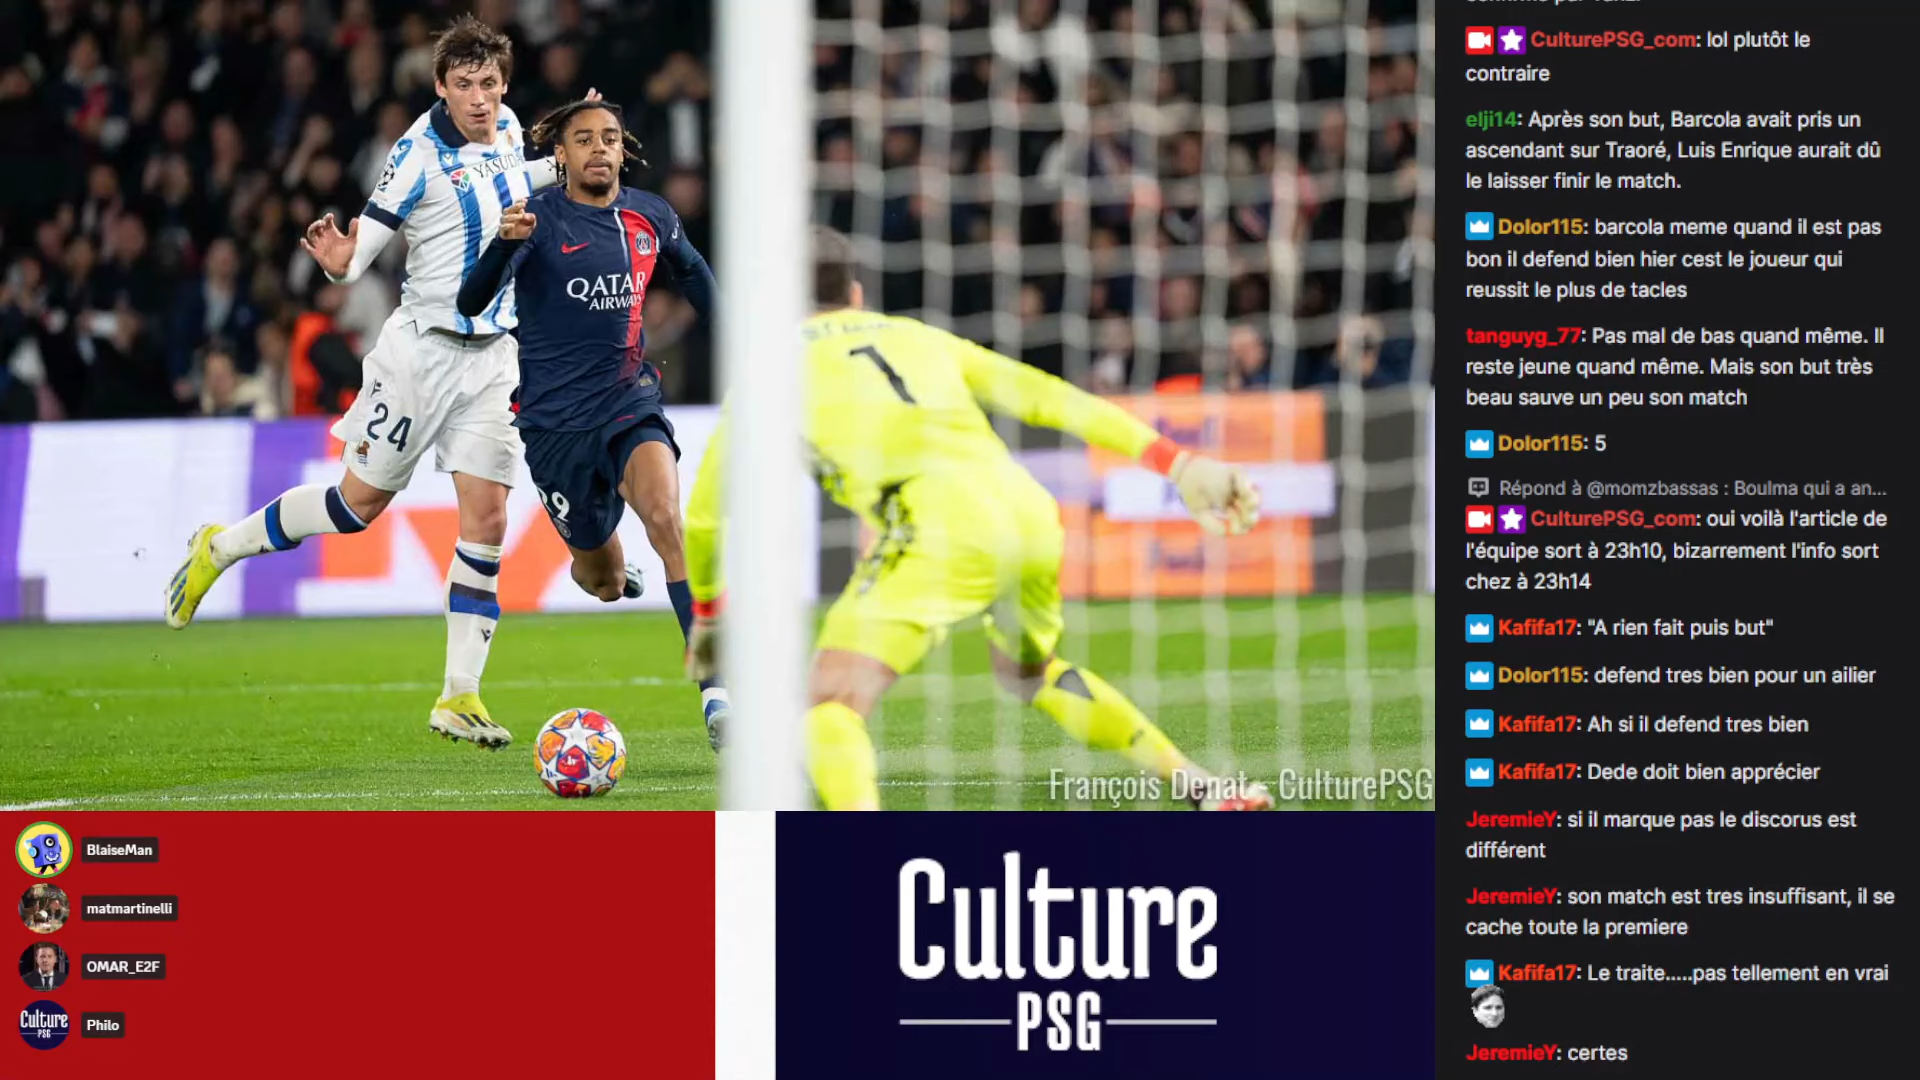 YASUD
QATAR
AIRWAY
24
29
1
François Denat - CulturePSG
BlaiseMan
matmartinelli
OMAR_E2F
Culture
PSG
Philo
Culture
PSG
CulturePSG_com: lol plutôt le
contraire
elji14: Après son but, Barcola avait pris un
ascendant sur Traoré, Luis Enrique aurait dû
le laisser finir le match.
Dolor115: barcola meme quand il est pas
bon il defend bien hier cest le joueur qui
reussit le plus de tacles
tanguyg_77: Pas mal de bas quand même. Il
reste jeune quand même. Mais son but très
beau sauve un peu son match
Dolor115: 5
Répond à @momzbassas : Boulma qui a an...
CulturePSG_com: oui voilà l'article de
l'équipe sort à 23h10, bizarrement l'info sort
chez à 23h14
Kafifa17: "A rien fait puis but"
Dolor115: defend tres bien pour un ailier
Kafifa17: Ah si il defend tres bien
Kafifa17: Dede doit bien apprécier
JeremieY: si il marque pas le discorus est
différent
JeremieY: son match est tres insuffisant, il se
cache toute la premiere
Kafifa17: Le traite.....pas tellement en vrai
JeremieY: certes